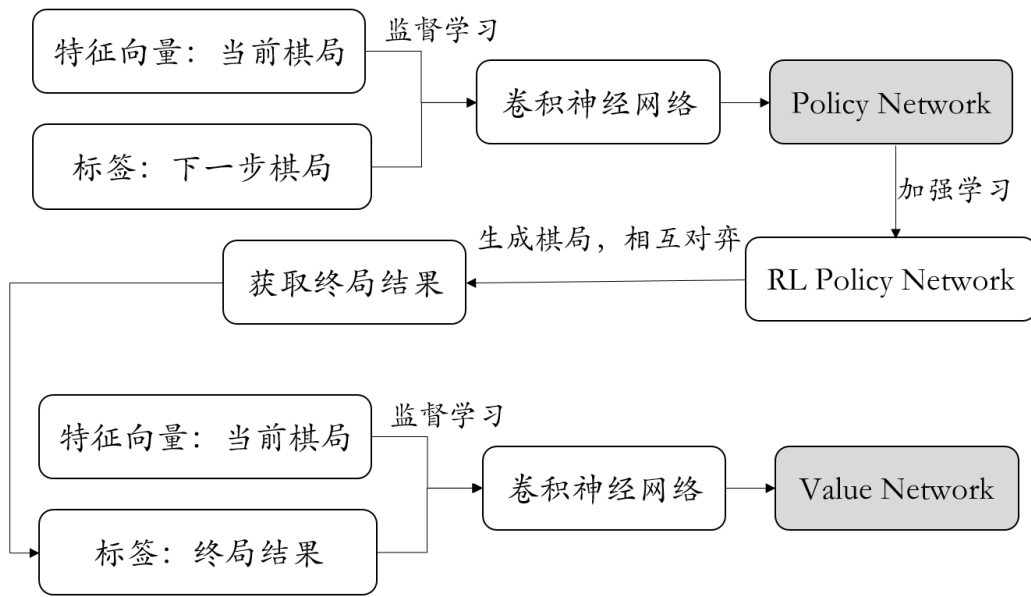 特征向量：当前棋局
监督学习
标签：下一步棋局
卷积神经网络
Policy Network
加强学习
生成棋局，相互对弈
获取终局结果
RL Policy Network
特征向量：当前棋局
监督学习
标签：终局结果
卷积神经网络
Value Network